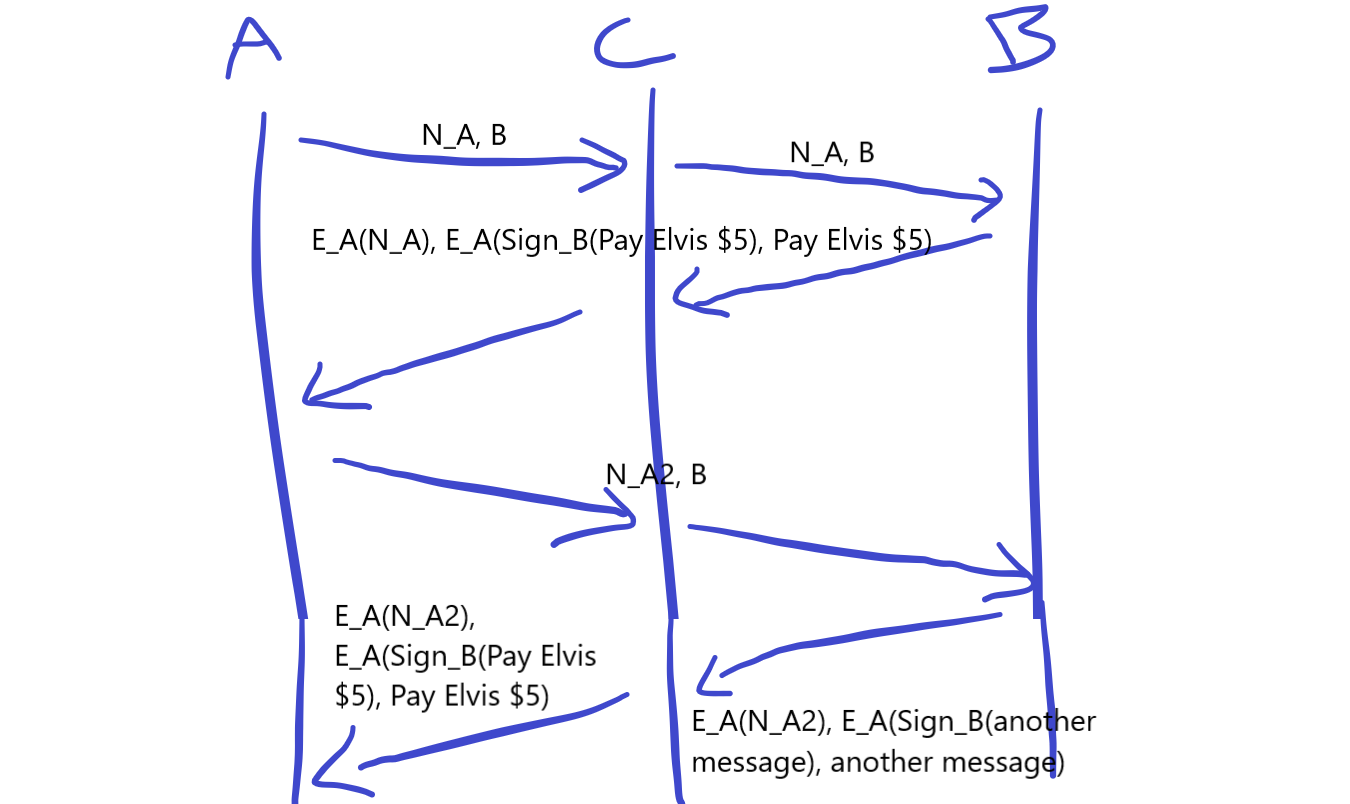 A
C
B
N_A, B
N_A, B
E_A(N_A), E_A(Sign_B(Pay Elvis $5), Pay Elvis $5)
N_A2, B
E_A(N_A2),
E_A(Sign_B(Pay Elvis
$5), Pay Elvis $5)
E_A(N_A2), E_A(Sign_B(another
message), another message)